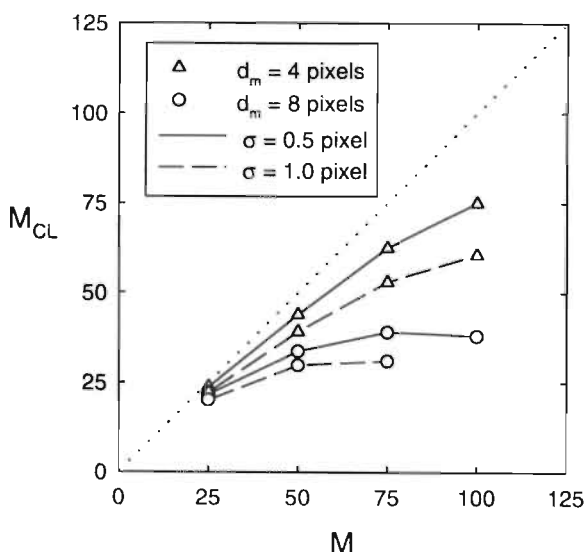 125
d_m = 4 pixels
d_m = 8 pixels
σ = 0.5 pixel
σ = 1.0 pixel
100
75
M_CL
50
25
0
0 25 50 75 100 125
M